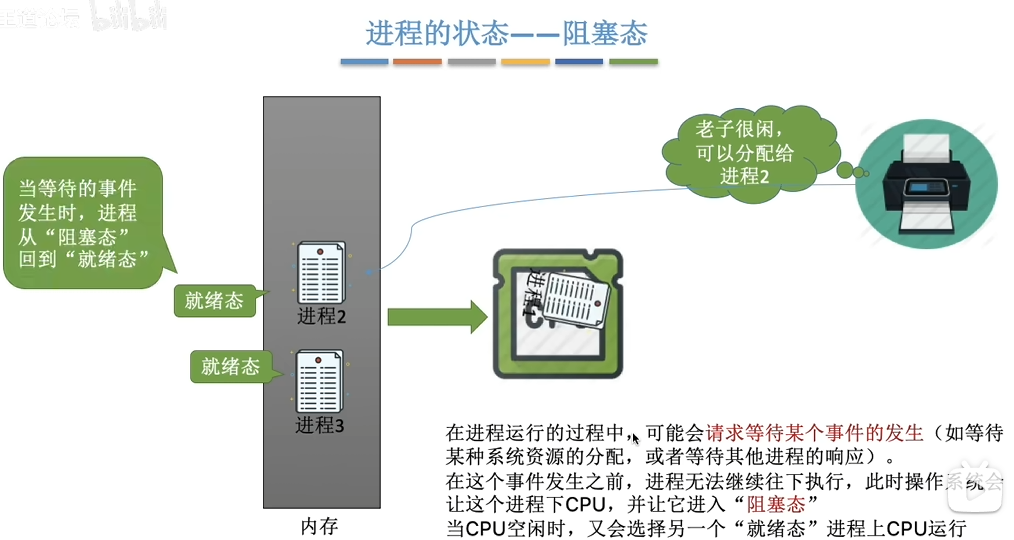 进程的状态——阻塞态
老子很闲，
可以分配给
进程2
当等待的事件
发生时，进程
从“阻塞态”
回到“就绪态”
就绪态
进程2
进程1
就绪态
进程3
内存
在进程运行的过程中，可能会请求等待某个事件的发生（如等待
某种系统资源的分配，或者等待其他进程的响应）。
在这个事件发生之前，进程无法继续往下执行，此时操作系统会
让这个进程下CPU，并让它进入“阻塞态”
当CPU空闲时，又会选择另一个“就绪态”进程上CPU运行